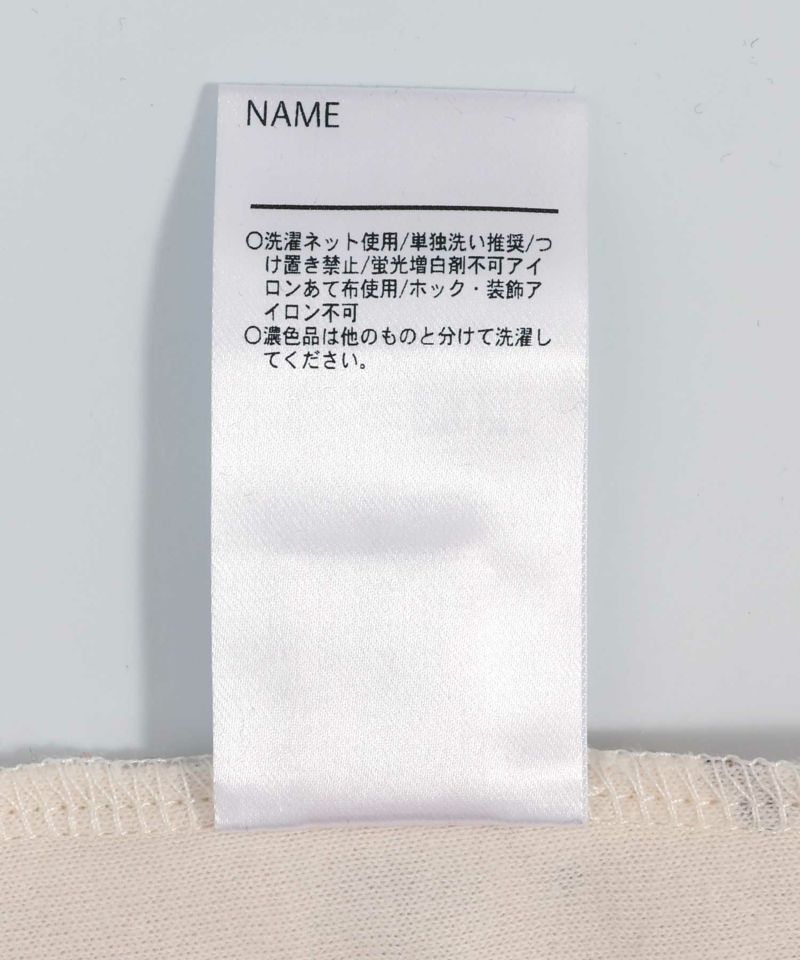 NAME
○洗濯ネット使用/単独洗い推奨/つ
け置き禁止/蛍光増白剤不可アイ
ロンあて布使用/ホック・装飾ア
イロン不可
○濃色品は他のものと分けて洗濯し
てください。